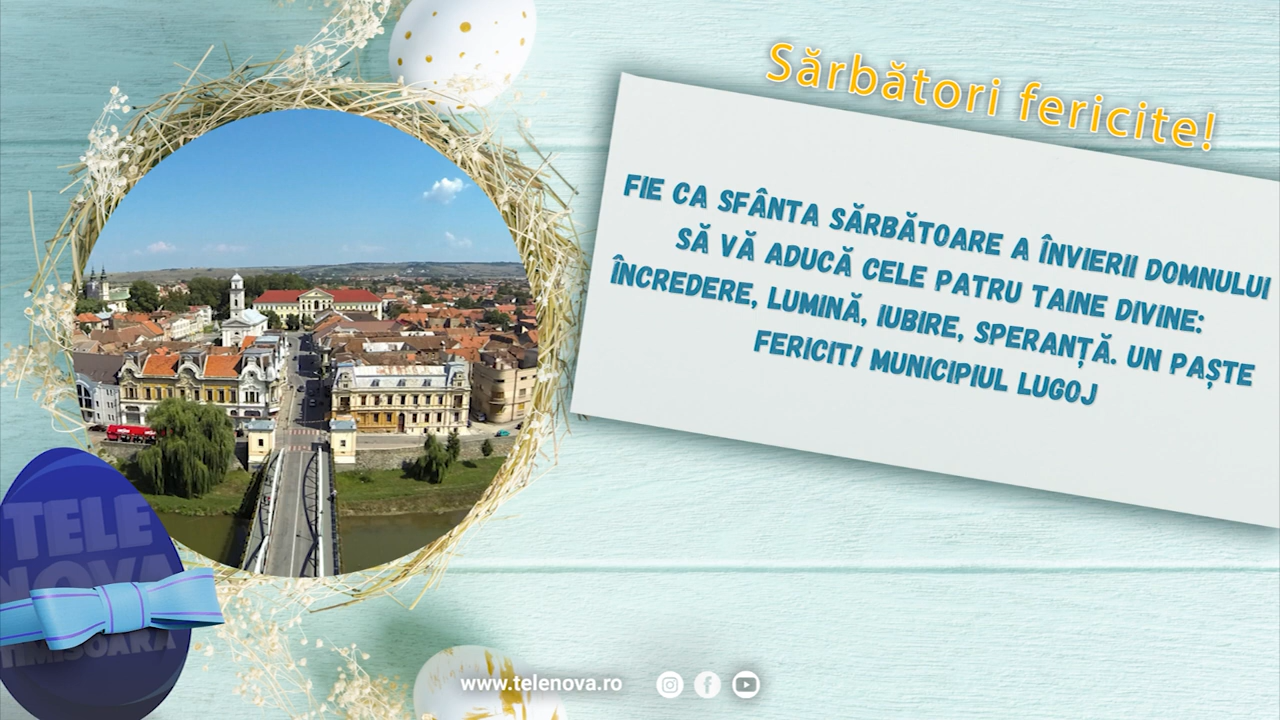 Sărbători fericite!
FIE CA SFÂNTA SĂRBĂTOARE A ÎNVIERII DOMNULUI
SĂ VĂ ADUCĂ CELE PATRU TAINE DIVINE:
ÎNCREDERE, LUMINĂ, IUBIRE, SPERANȚĂ. UN PAȘTE
FERICIT! MUNICIPIUL LUGOJ
TELE
NOVA
TIMISOARA
www.telenova.ro